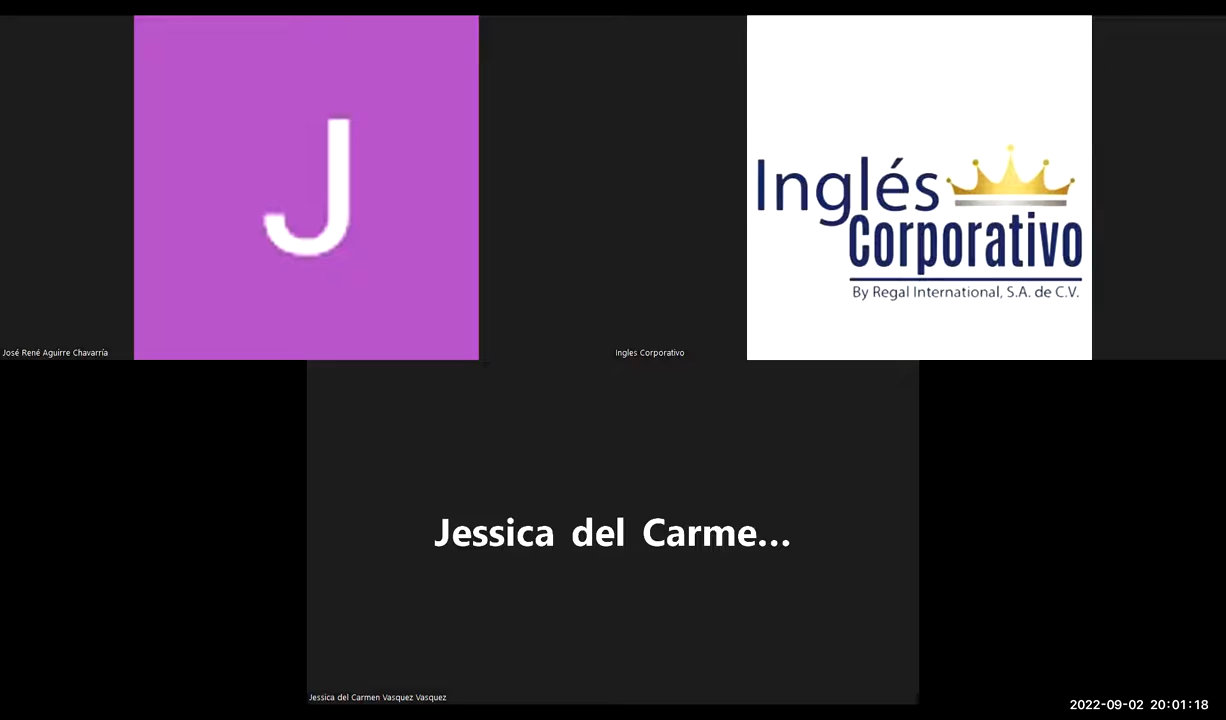 J
Inglés
Corporativo
By Regal International, S.A. de C.V.
José René Aguirre Chavarría
Ingles Corporativo
Jessica del Carme...
Jessica del Carmen Vasquez Vasquez
2022-09-02 20:01:18